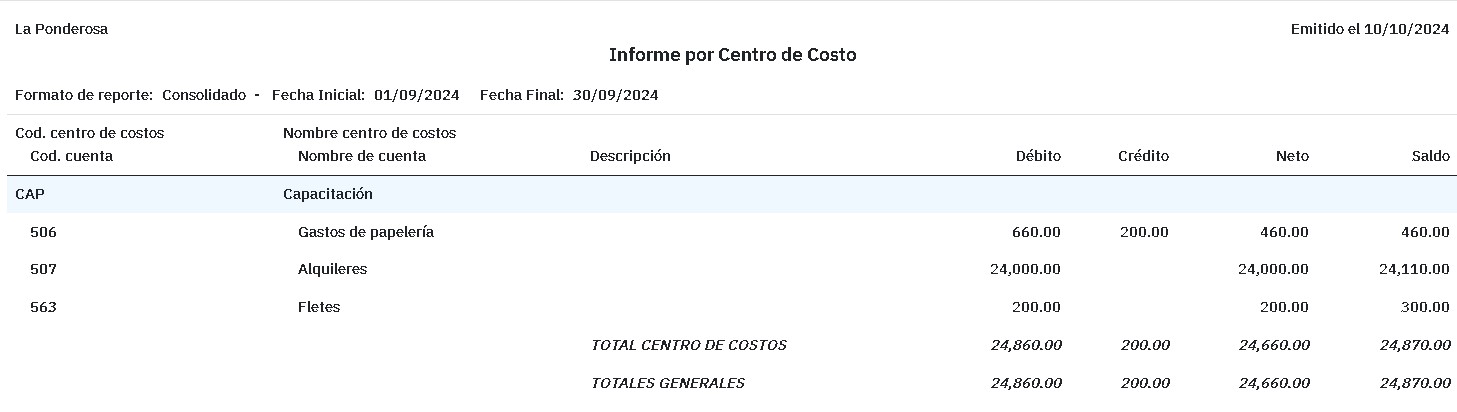 La Ponderosa Emitido el 10/10/2024
Informe por Centro de Costo
Formato de reporte: Consolidado - Fecha Inicial: 01/09/2024 Fecha Final: 30/09/2024
Cod. centro de costos Nombre centro de costos
Cod. cuenta Nombre de cuenta Descripción Débito Crédito Neto Saldo
CAP Capacitación
506 Gastos de papelería 660.00 200.00 460.00 460.00
507 Alquileres 24,000.00 24,000.00 24,110.00
563 Fletes 200.00 200.00 300.00
TOTAL CENTRO DE COSTOS 24,860.00 200.00 24,660.00 24,870.00
TOTALES GENERALES 24,860.00 200.00 24,660.00 24,870.00